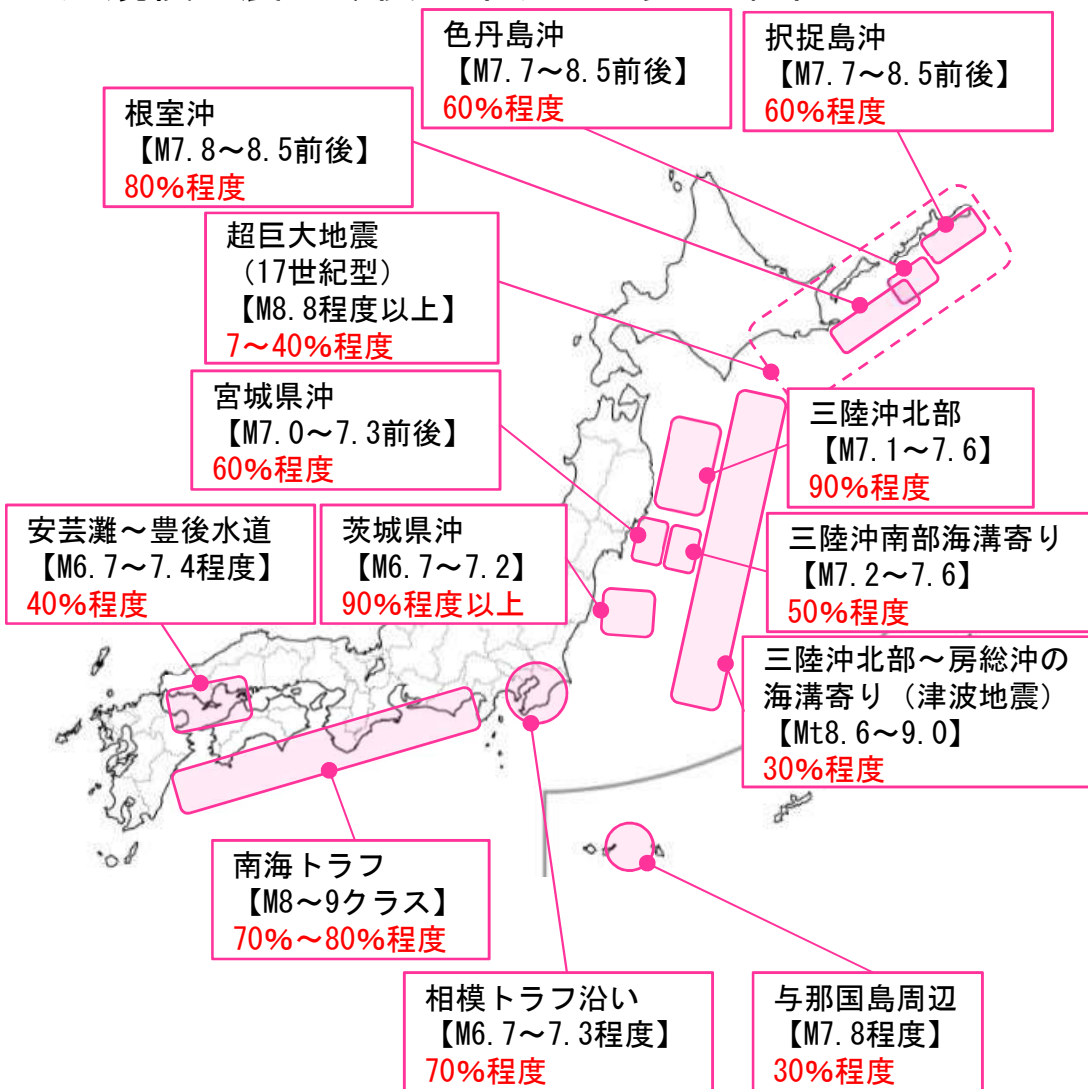 色丹島沖
【M7.7～8.5前後】
60%程度
択捉島沖
【M7.7～8.5前後】
60%程度
根室沖
【M7.8～8.5前後】
80%程度
超巨大地震
（17世紀型）
【M8.8程度以上】
7～40%程度
宮城県沖
【M7.0～7.3前後】
60%程度
三陸沖北部
【M7.1～7.6】
90%程度
安芸灘～豊後水道
【M6.7～7.4程度】
40%程度
茨城県沖
【M6.7～7.2】
90%程度以上
三陸沖南部海溝寄り
【M7.2～7.6】
50%程度
三陸沖北部～房総沖の
海溝寄り（津波地震）
【Mt8.6～9.0】
30%程度
南海トラフ
【M8～9クラス】
70%～80%程度
相模トラフ沿い
【M6.7～7.3程度】
70%程度
与那国島周辺
【M7.8程度】
30%程度